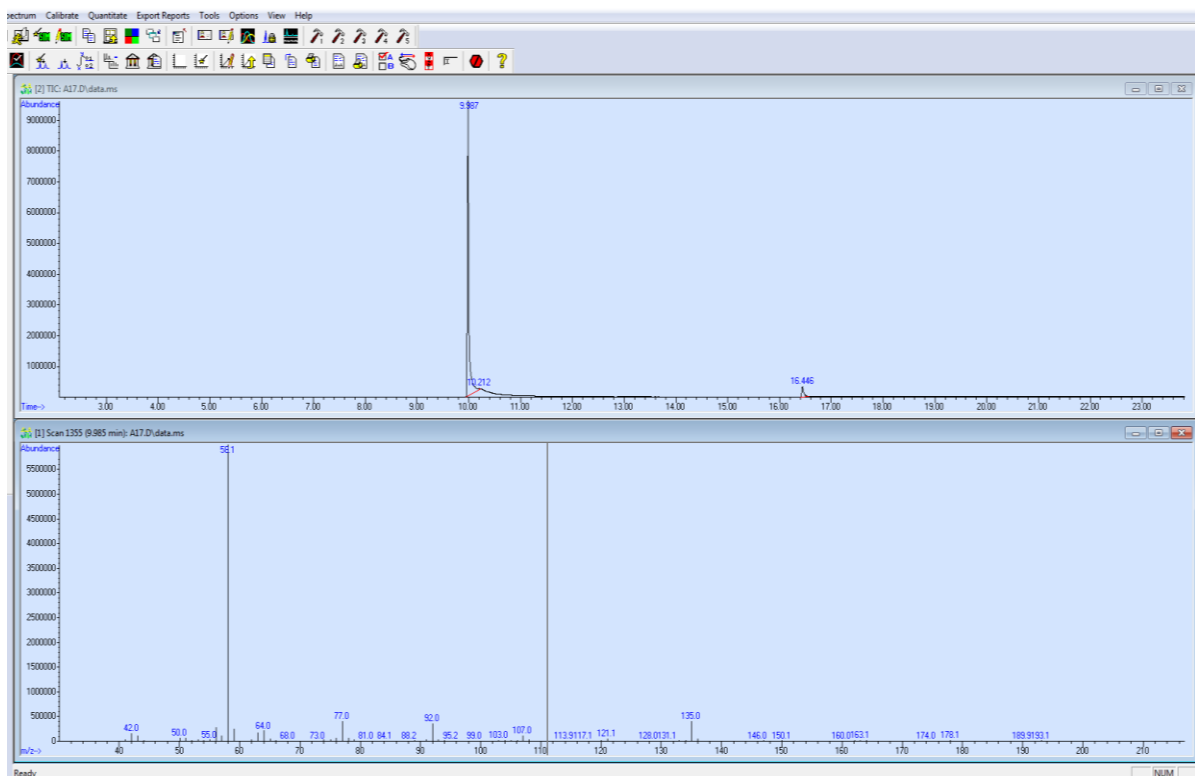 pectrum Calibrate Quantitate Export Reports Tools Options View Help
[2] TIC: A17.D\data.ms
Abundance
9.987
9000000
8000000
7000000
6000000
5000000
4000000
3000000
2000000
1000000
10.212
16.446
Time-->
3.00 4.00 5.00 6.00 7.00 8.00 9.00 10.00 11.00 12.00 13.00 14.00 15.00 16.00 17.00 18.00 19.00 20.00 21.00 22.00 23.00
[1] Scan 1355 (9.985 min): A17.D\data.ms
Abundance
58.1
5500000
5000000
4500000
4000000
3500000
3000000
2500000
2000000
1500000
1000000
500000
0
42.0 50.0 55.0 64.0 68.0 73.0 77.0 81.0 84.1 88.2 92.0 95.2 99.0 103.0 107.0 113.9 117.1 121.1 128.0 131.1 135.0 146.0 150.1 160.0 163.1 174.0 178.1 189.9 193.1
m/z-->
40 50 60 70 80 90 100 110 120 130 140 150 160 170 180 190 200 210
Ready
NUM